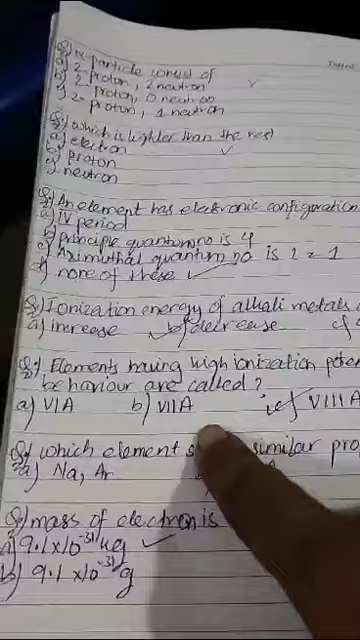 Q) α particle consist of
a) 2 proton, 2 neutron
b) 2 proton, 0 neutron
c) 2 proton, 1 neutron
Q) which is lighter than the rest
a) electron
b) proton
c) neutron
Q) An element has electronic configuration
a) IV period
b) principle quantum no is 4
c) Azimuthal quantum no is l = 1
d) none of these
Q) Ionization energy of alkali metals
a) increase b) decrease c)
Q) Elements having high ionization poten
behaviour are called?
a) VIA b) VIIA c) VIIIA
Q) which element s similar pro
a) Na, Ar
Q) mass of electron is
a) 9.1 x 10⁻³¹ kg
b) 9.1 x 10⁻³¹ g